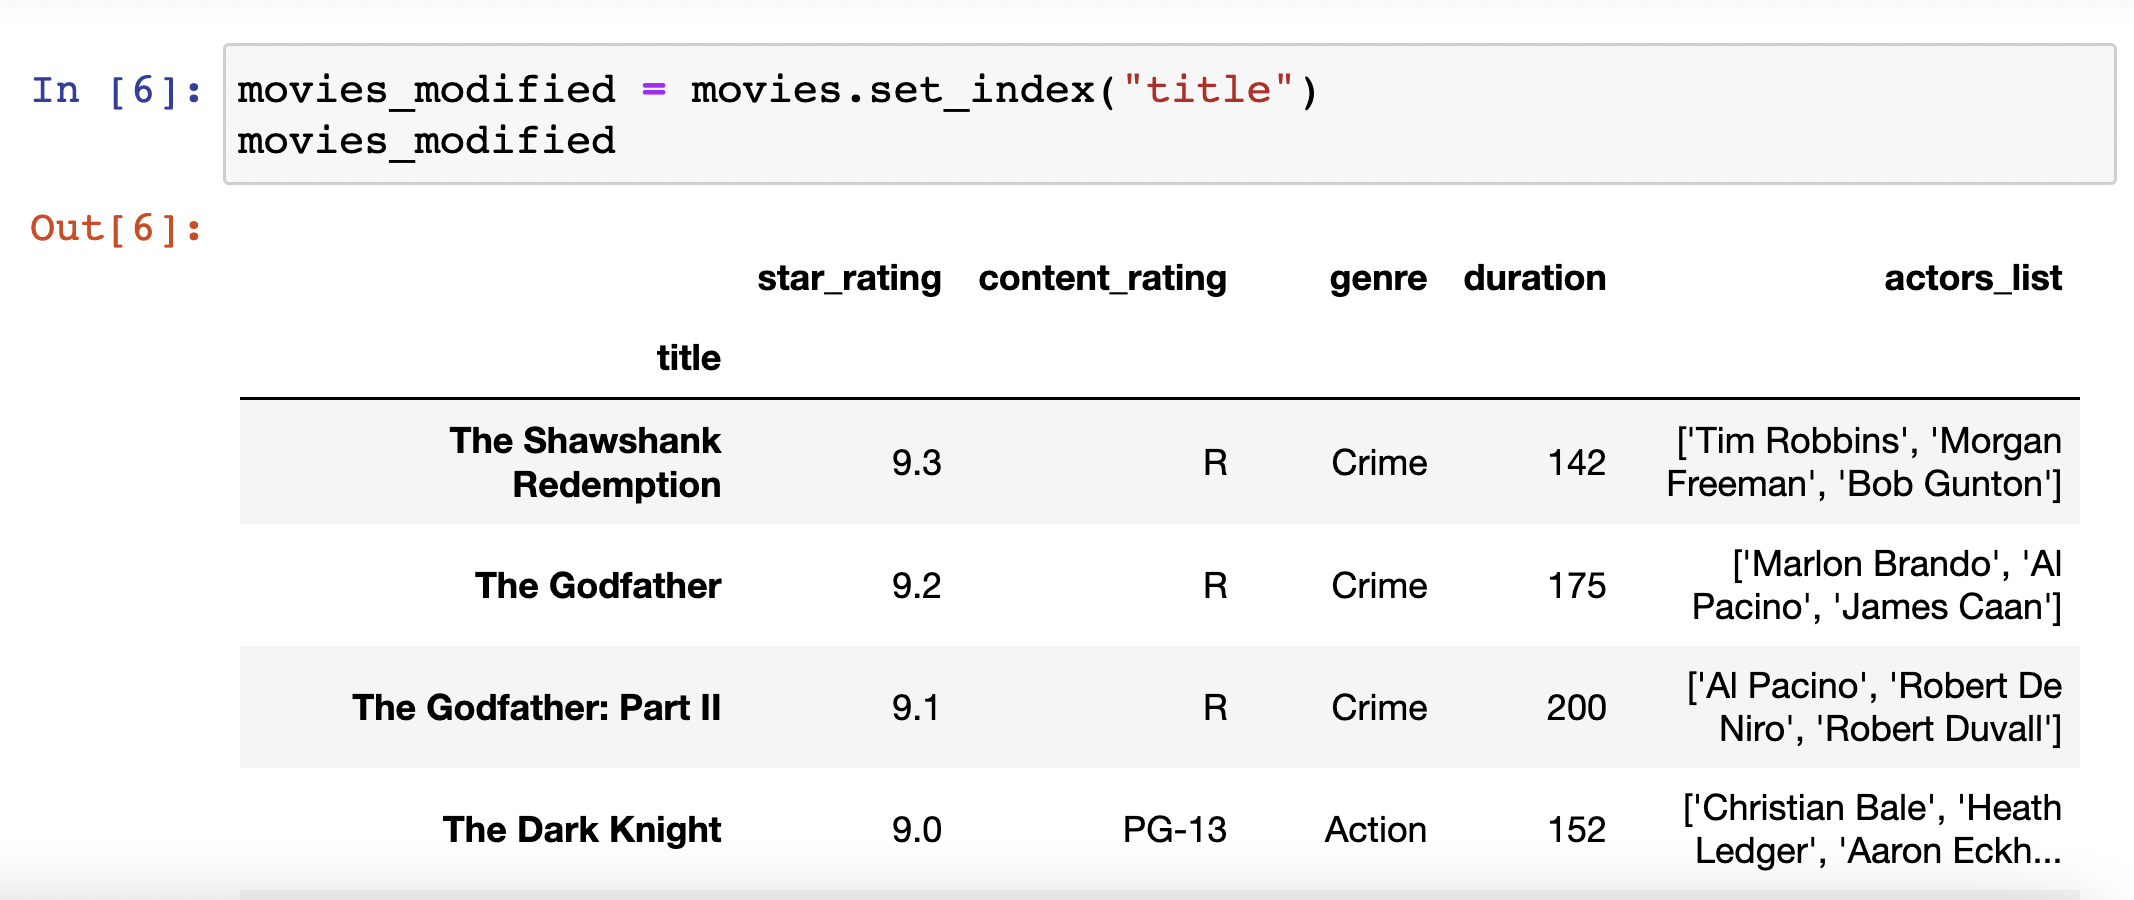 In [6]: movies_modified = movies.set_index("title")
movies_modified
Out[6]:
star_rating content_rating genre duration actors_list
title
The Shawshank Redemption 9.3 R Crime 142 ['Tim Robbins', 'Morgan Freeman', 'Bob Gunton']
The Godfather 9.2 R Crime 175 ['Marlon Brando', 'Al Pacino', 'James Caan']
The Godfather: Part II 9.1 R Crime 200 ['Al Pacino', 'Robert De Niro', 'Robert Duvall']
The Dark Knight 9.0 PG-13 Action 152 ['Christian Bale', 'Heath Ledger', 'Aaron Eckh...